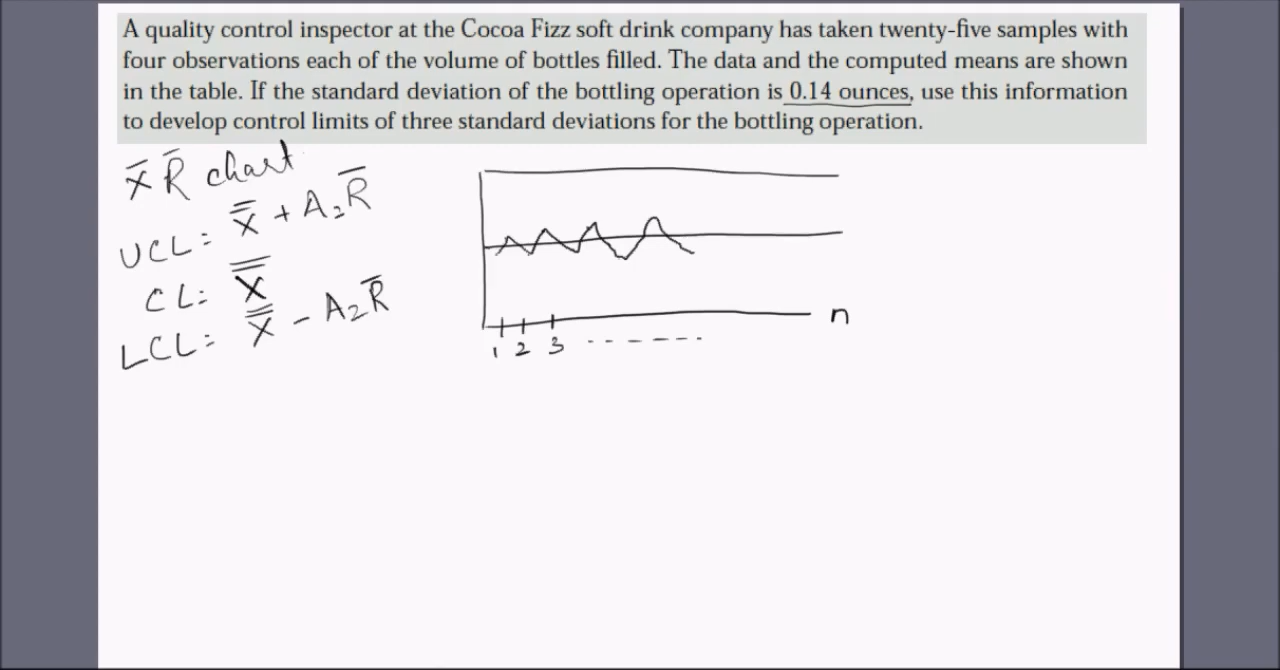 A quality control inspector at the Cocoa Fizz soft drink company has taken twenty-five samples with
four observations each of the volume of bottles filled. The data and the computed means are shown
in the table. If the standard deviation of the bottling operation is 0.14 ounces, use this information
to develop control limits of three standard deviations for the bottling operation.
X̄ R̄ chart
UCL = X̿ + A₂R̄
CL = X̿
LCL = X̿ - A₂R̄
n
1 2 3 - - - - - - -